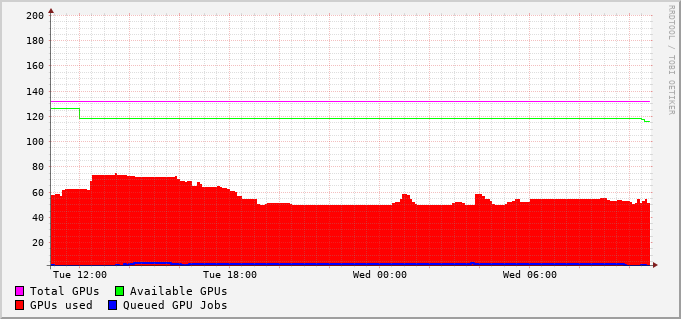 RRDTOOL / TOBI OETIKER
200
180
160
140
120
100
80
60
40
20
Tue 12:00 Tue 18:00 Wed 00:00 Wed 06:00
Total GPUs Available GPUs
GPUs used Queued GPU Jobs